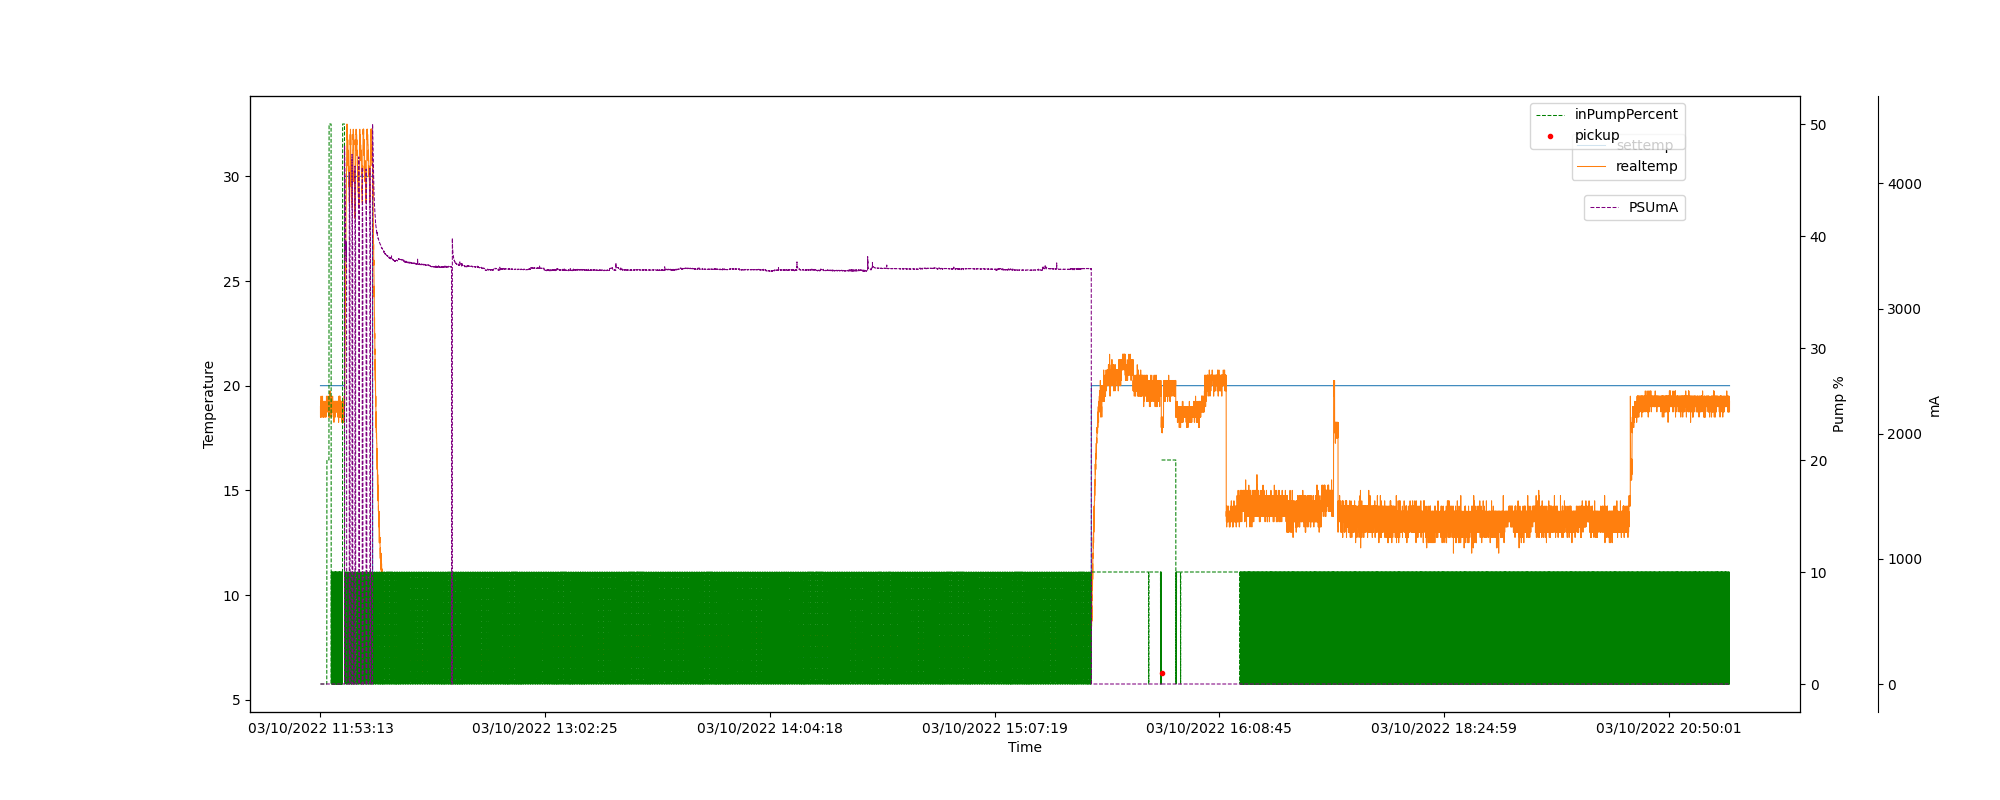 inPumpPercent
pickup
settemp
realtemp
PSUmA
Temperature
30
25
20
15
10
5
50
40
30
20
10
0
Pump %
4000
3000
2000
1000
0
mA
03/10/2022 11:53:13
03/10/2022 13:02:25
03/10/2022 14:04:18
03/10/2022 15:07:19
03/10/2022 16:08:45
03/10/2022 18:24:59
03/10/2022 20:50:01
Time